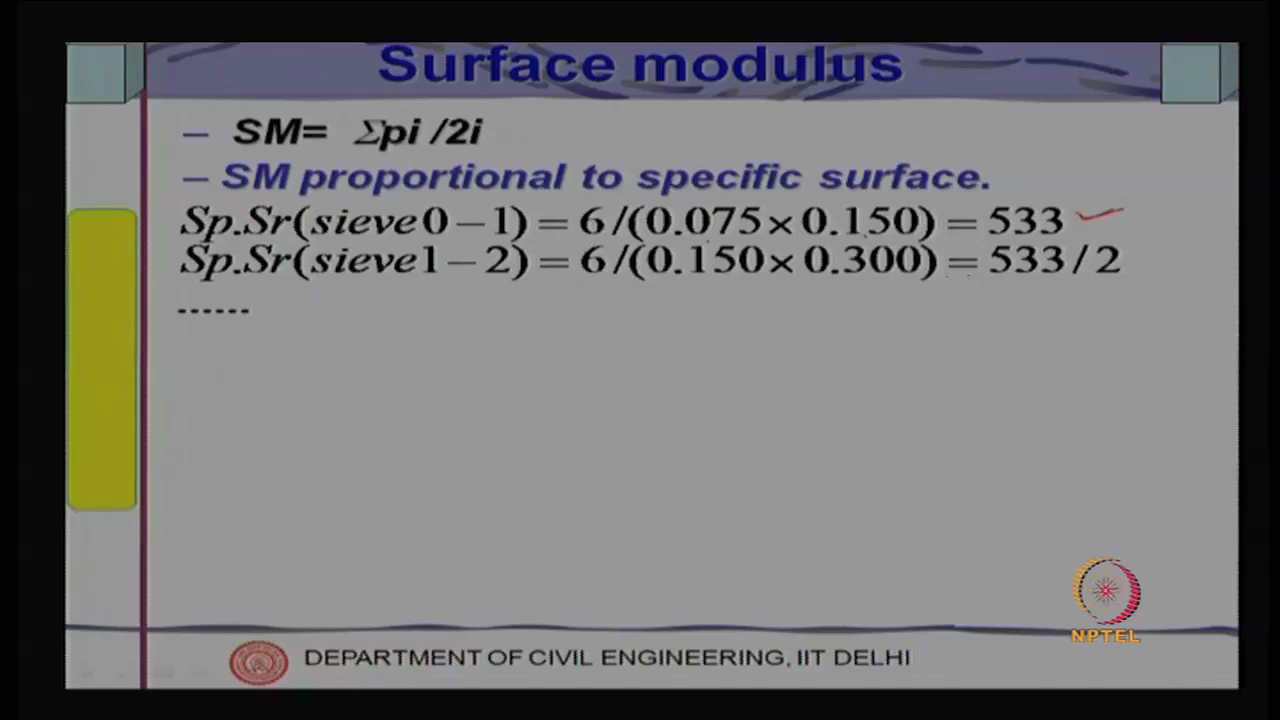 Surface modulus
– SM= Σpi /2i
– SM proportional to specific surface.
Sp.Sr(sieve0−1) = 6/(0.075×0.150) = 533
Sp.Sr(sieve1−2) = 6/(0.150×0.300) = 533/2
......
NPTEL
DEPARTMENT OF CIVIL ENGINEERING, IIT DELHI